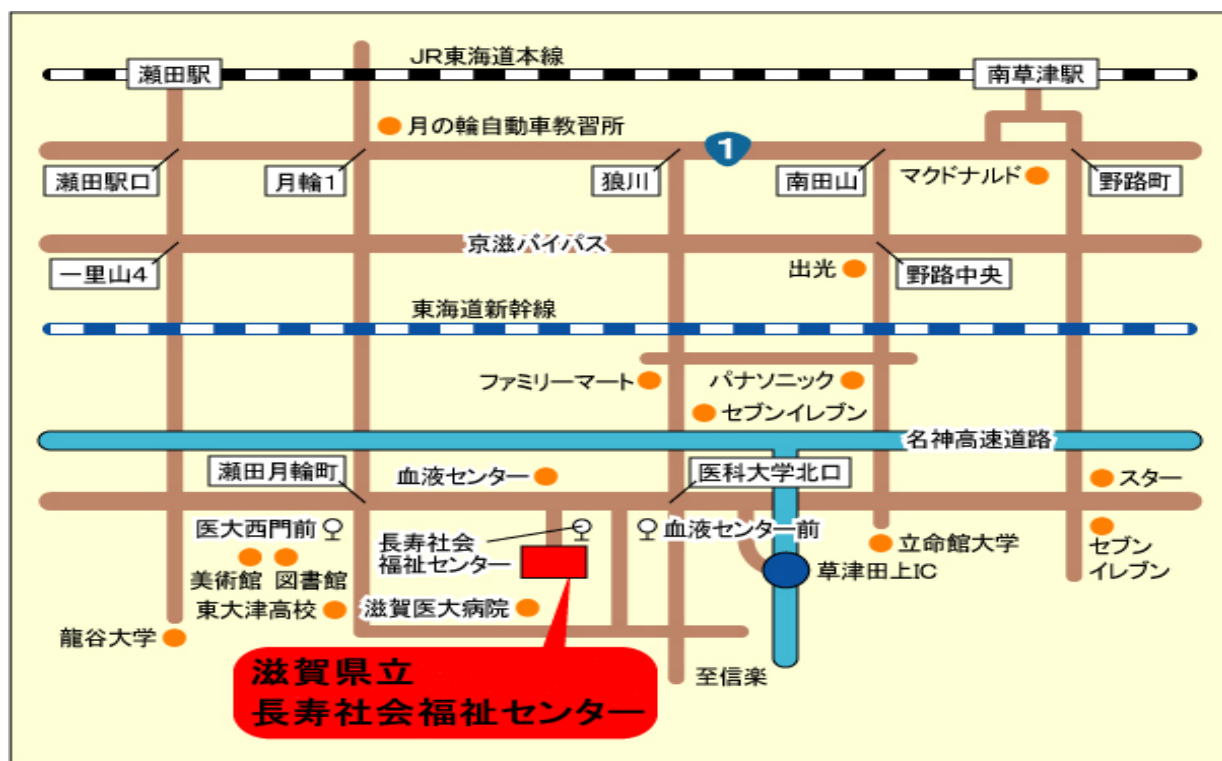 JR東海道本線
瀬田駅
南草津駅
月の輪自動車教習所
1
瀬田駅口
月輪1
狼川
南田山
マクドナルド
野路町
京滋バイパス
一里山4
出光
野路中央
東海道新幹線
ファミリーマート
パナソニック
セブンイレブン
名神高速道路
瀬田月輪町
血液センター
医科大学北口
スター
医大西門前
長寿社会
福祉センター
血液センター前
立命館大学
セブン
イレブン
美術館
図書館
草津田上IC
東大津高校
滋賀医大病院
龍谷大学
滋賀県立
長寿社会福祉センター
至信楽